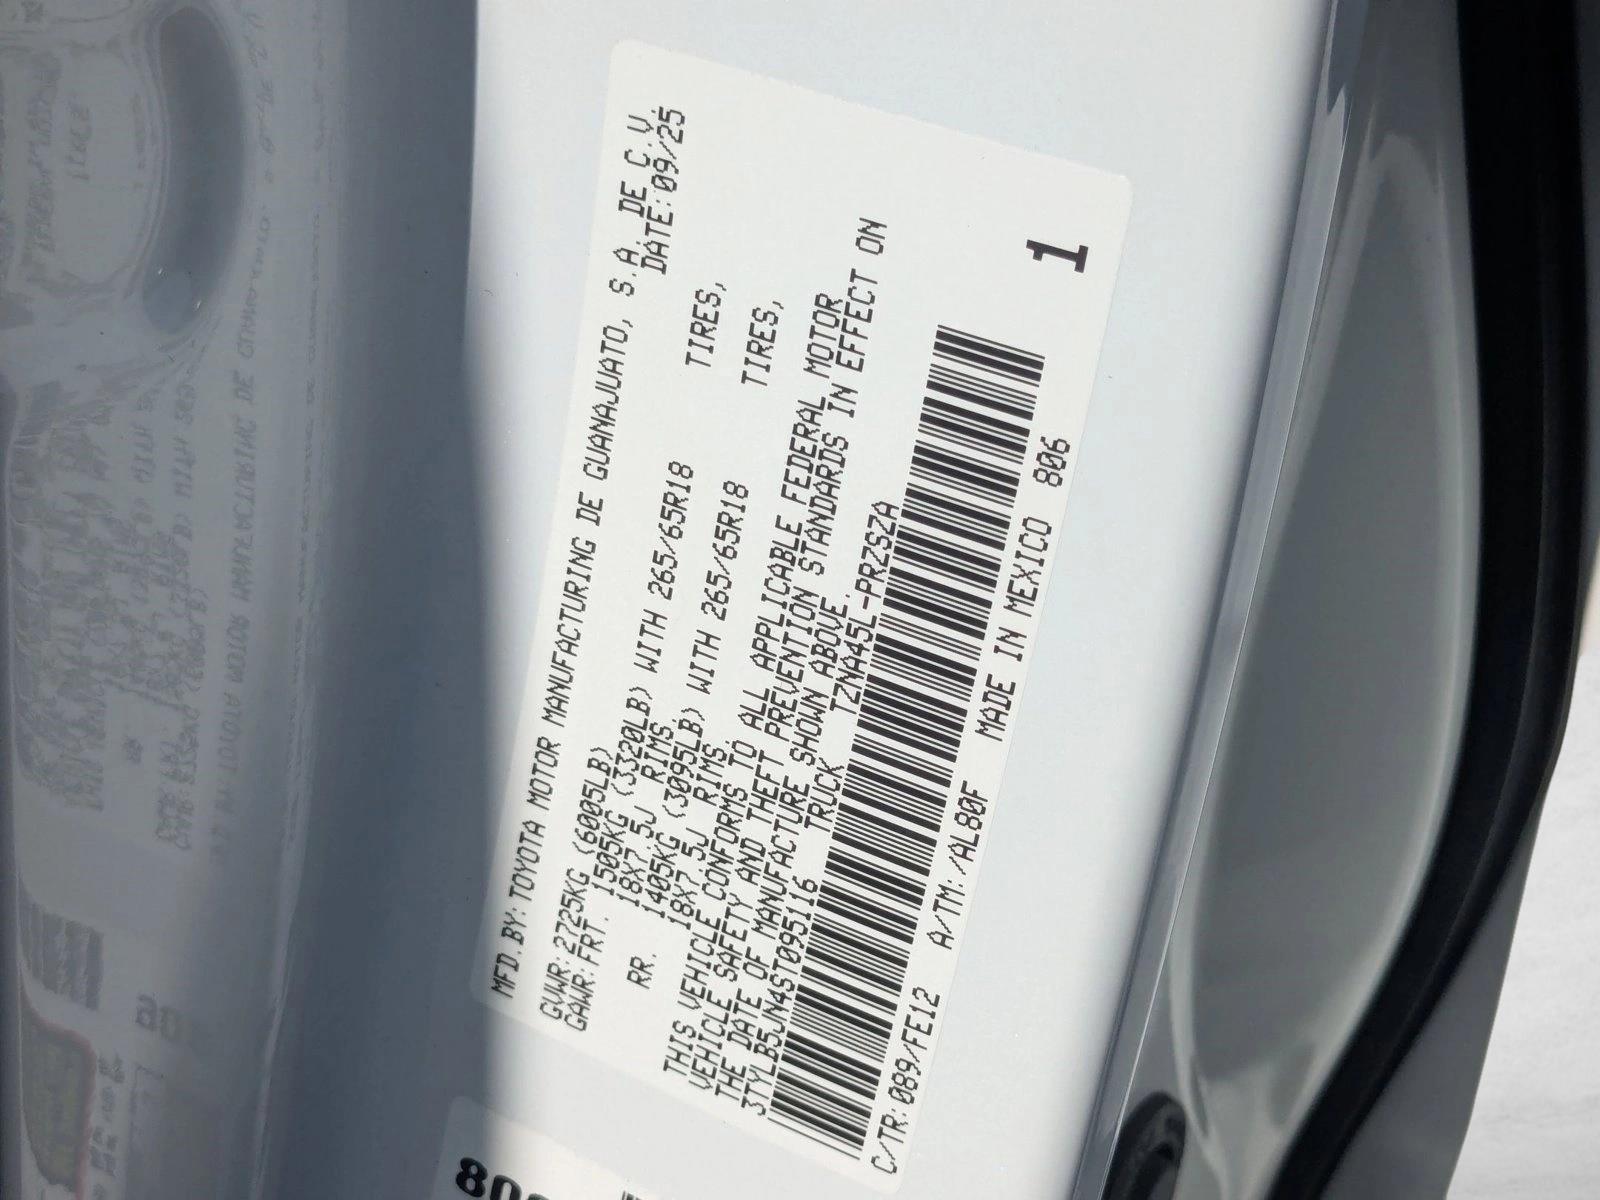 MFD.BY:TOYOTA MOTOR MANUFACTURING DE GUANAJUATO, S.A. DE C.V.
DATE:09/25
GVWR:2725KG (6005LB)
GAWR:FRT. 1505KG (3320LB) WITH 265/65R18 TIRES,
18X7.5J RIMS.
RR. 1405KG (3095LB) WITH 265/65R18 TIRES,
18X7.5J RIMS.
THIS VEHICLE CONFORMS TO ALL APPLICABLE FEDERAL MOTOR
VEHICLE SAFETY AND THEFT PREVENTION STANDARDS IN EFFECT ON
THE DATE OF MANUFACTURE SHOWN ABOVE.
3TYLB5JN4ST095116 TRUCK TZNA45L-PRZSZA
C/TR:089/FE12 A/TM:/AL80F MADE IN MEXICO 806
1